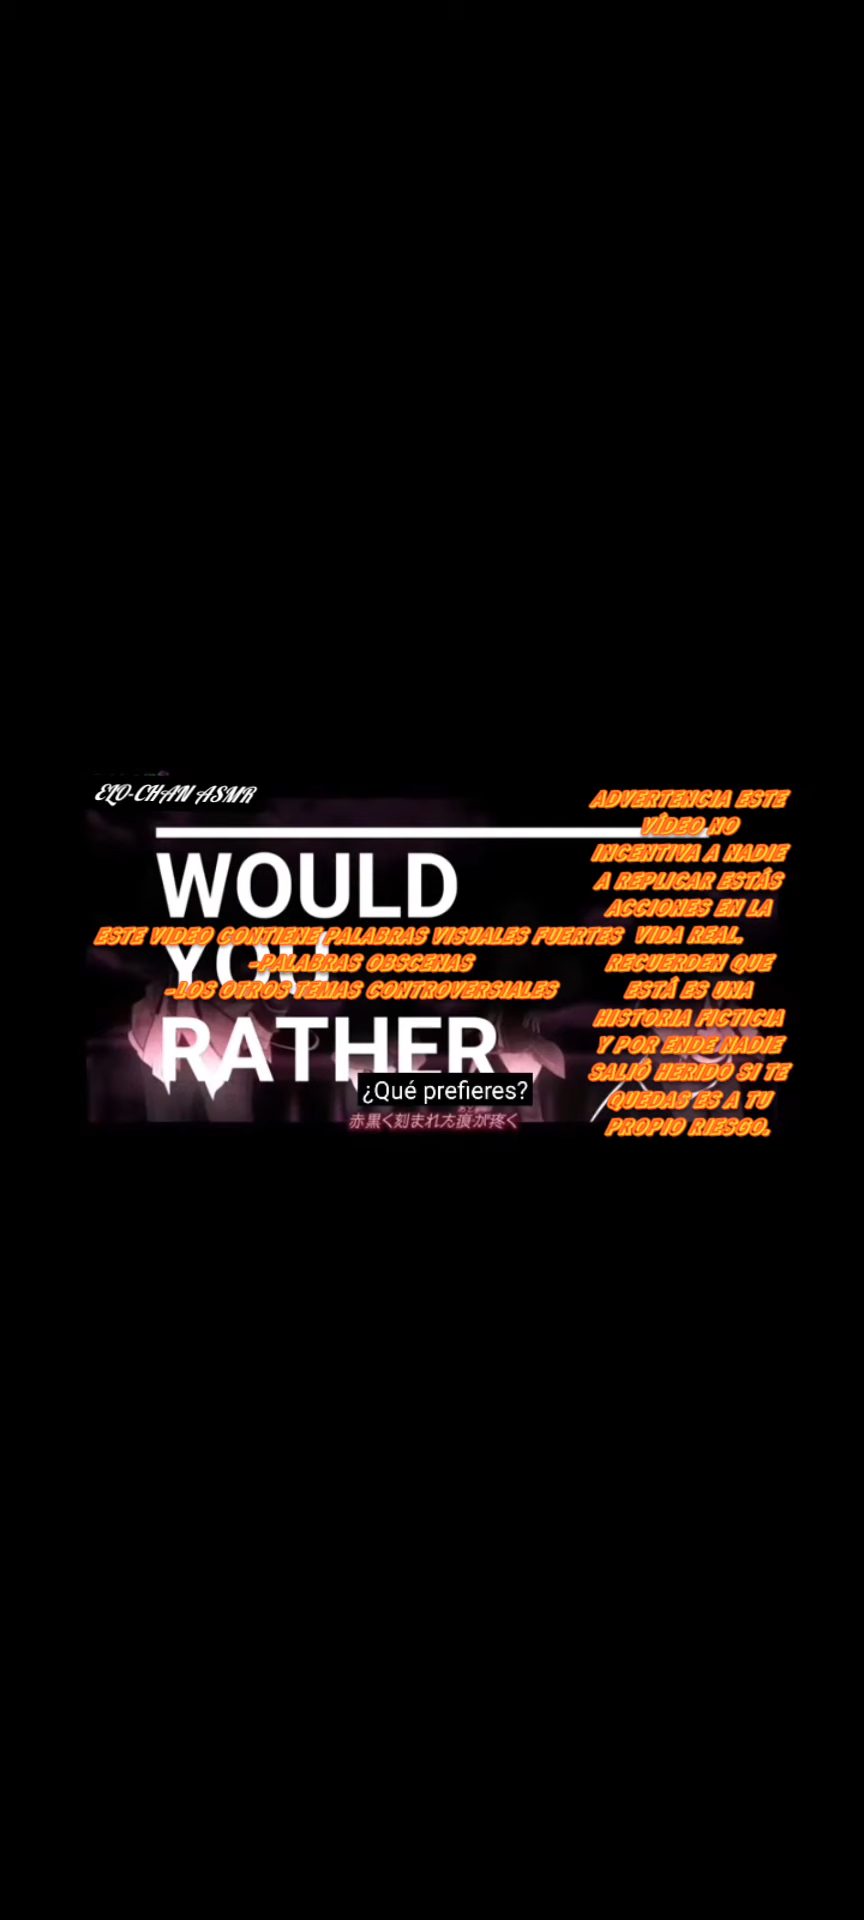 ELO-CHAN ASMR
WOULD
YOU
RATHER
ESTE VIDEO CONTIENE PALABRAS VISUALES FUERTES
-PALABRAS OBSCENAS
-LOS OTROS TEMAS CONTROVERSIALES
ADVERTENCIA ESTE
VÍDEO NO
INCENTIVA A NADIE
A REPLICAR ESTÁS
ACCIONES EN LA
VIDA REAL.
RECUERDEN QUE
ESTÁ ES UNA
HISTORIA FICTICIA
Y POR ENDE NADIE
SALIÓ HERIDO SI TE
QUEDAS ES A TU
PROPIO RIESGO.
¿Qué prefieres?
赤黒く刻まれた痕が疼く